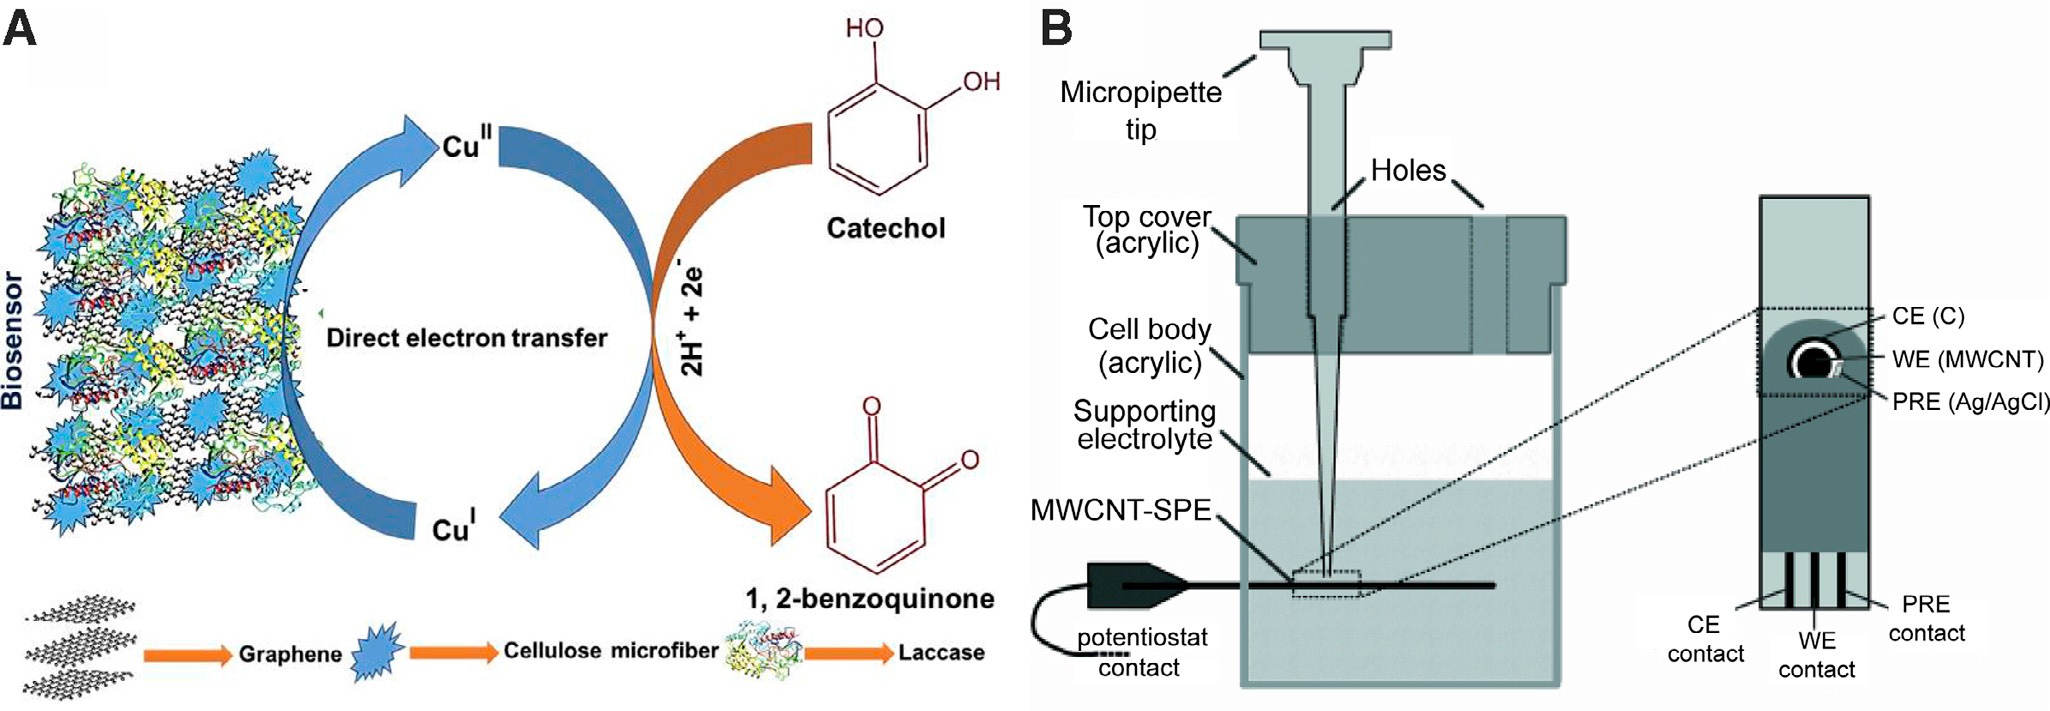 A
HO
OH
Cu^II
Catechol
Biosensor
Direct electron transfer
2H^+ + 2e^-
O
O
Cu^I
1, 2-benzoquinone
Graphene
Cellulose microfiber
Laccase
B
Micropipette
tip
Holes
Top cover
(acrylic)
Cell body
(acrylic)
Supporting
electrolyte
MWCNT-SPE
potentiostat
contact
CE (C)
WE (MWCNT)
PRE (Ag/AgCl)
CE
contact
WE
contact
PRE
contact